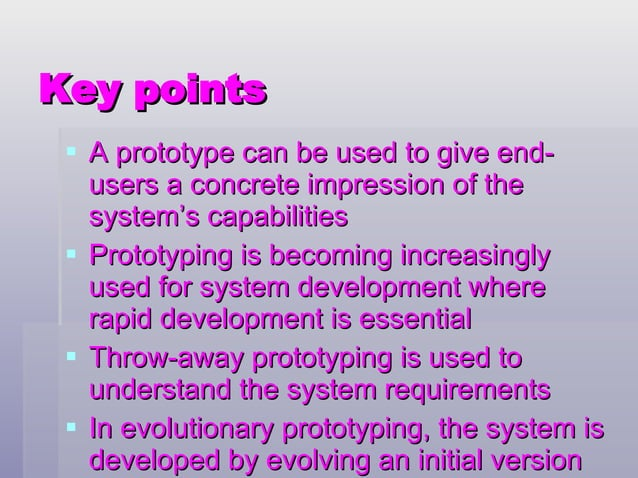 Key points
A prototype can be used to give end-
users a concrete impression of the
system’s capabilities
Prototyping is becoming increasingly
used for system development where
rapid development is essential
Throw-away prototyping is used to
understand the system requirements
In evolutionary prototyping, the system is
developed by evolving an initial version